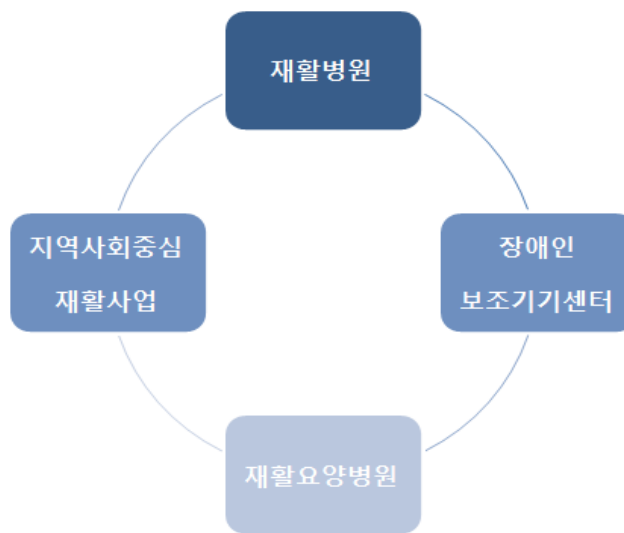 재활병원
지역사회중심
재활사업
장애인
보조기기센터
재활요양병원